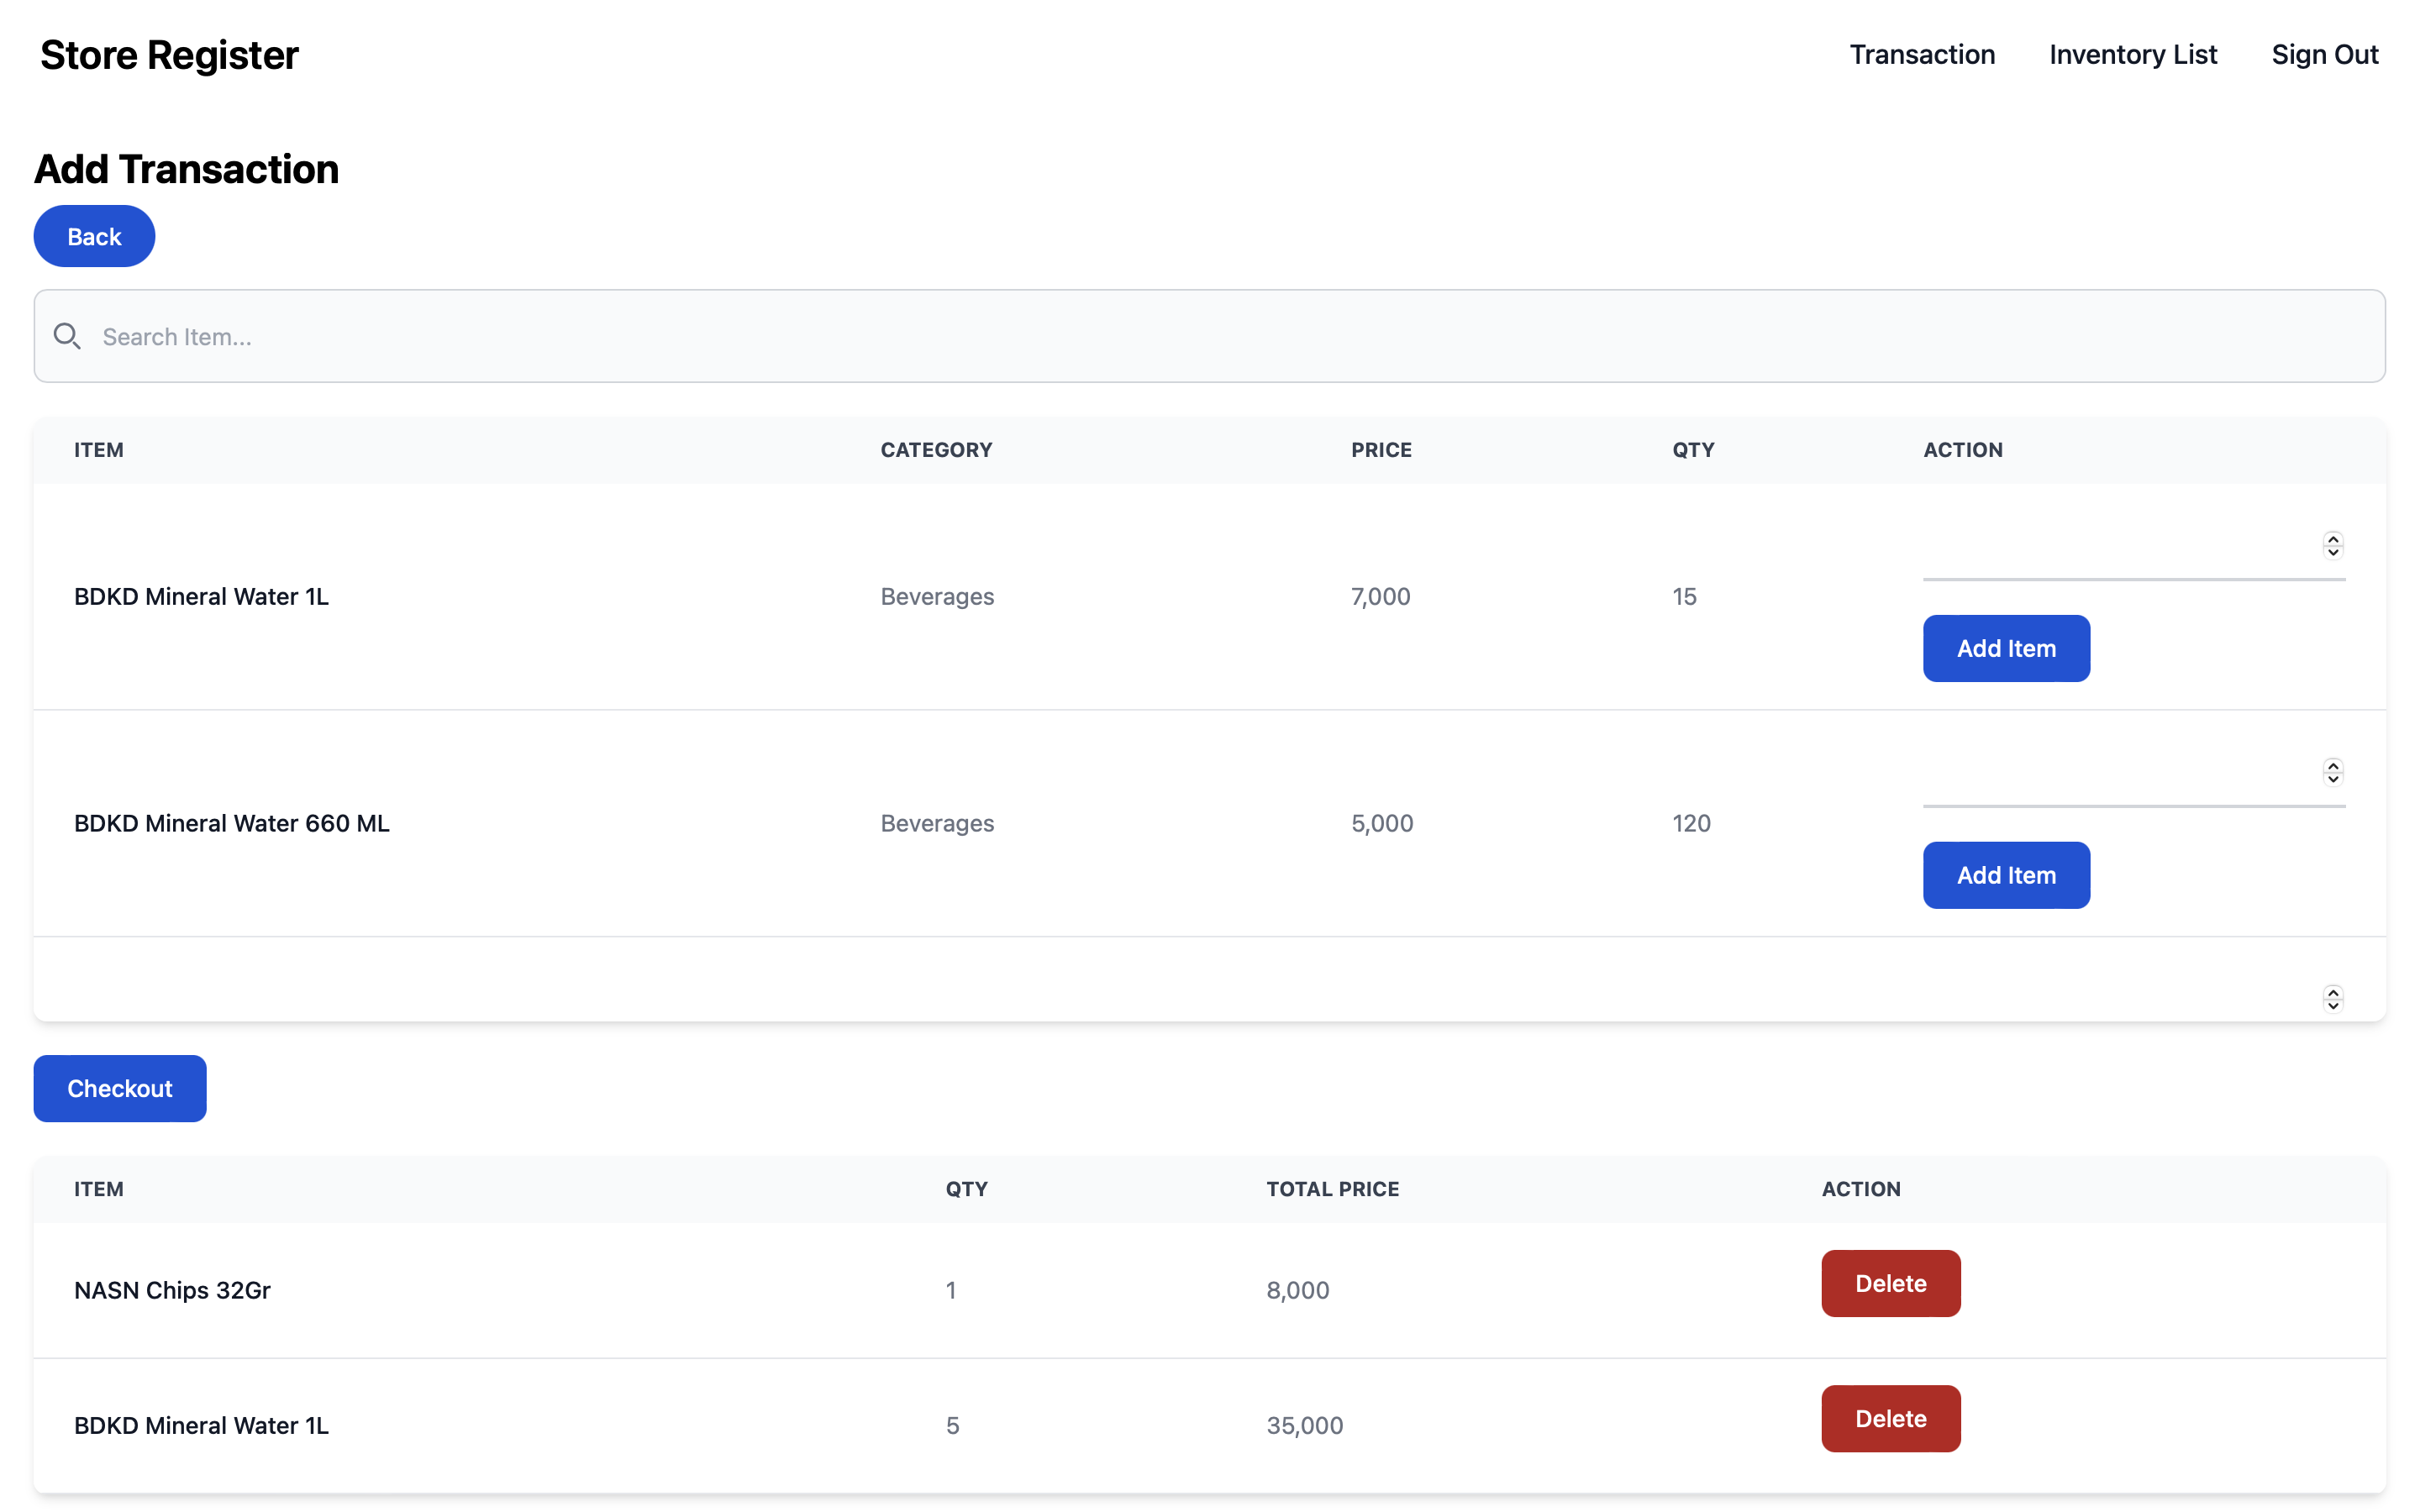 Store Register Transaction Inventory List Sign Out
Add Transaction
Back
Search Item...
ITEM CATEGORY PRICE QTY ACTION
BDKD Mineral Water 1L Beverages 7,000 15
Add Item
BDKD Mineral Water 660 ML Beverages 5,000 120
Add Item
Checkout
ITEM QTY TOTAL PRICE ACTION
NASN Chips 32Gr 1 8,000 Delete
BDKD Mineral Water 1L 5 35,000 Delete